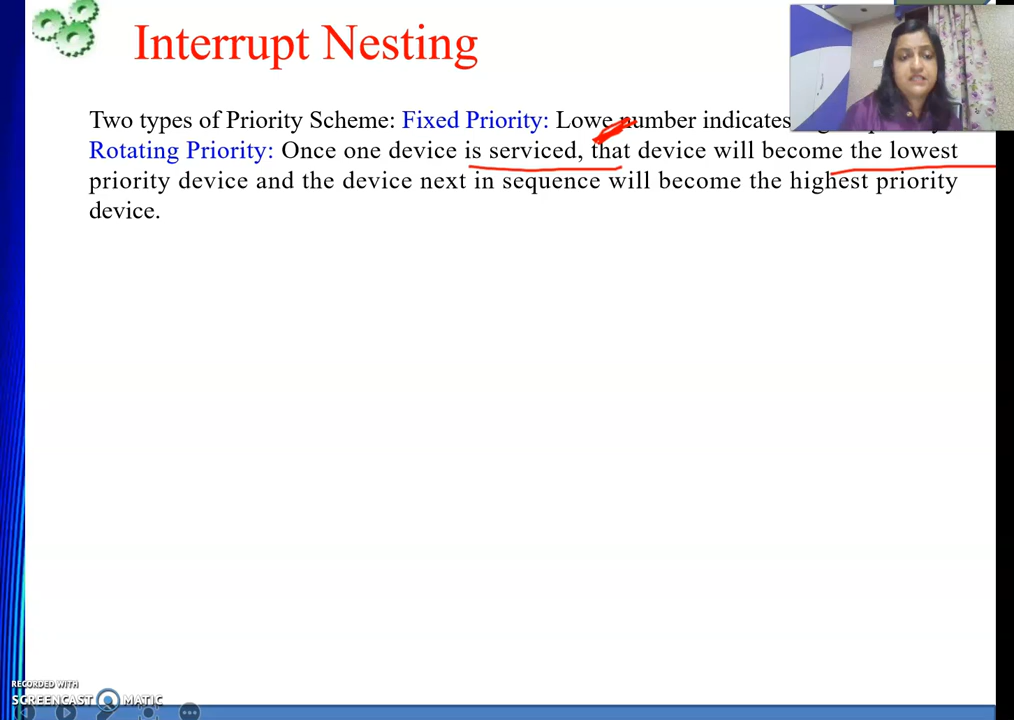 Interrupt Nesting
Two types of Priority Scheme: Fixed Priority: Lowe number indicates
Rotating Priority: Once one device is serviced, that device will become the lowest
priority device and the device next in sequence will become the highest priority
device.
RECORDED WITH
SCREENCAST MATIC